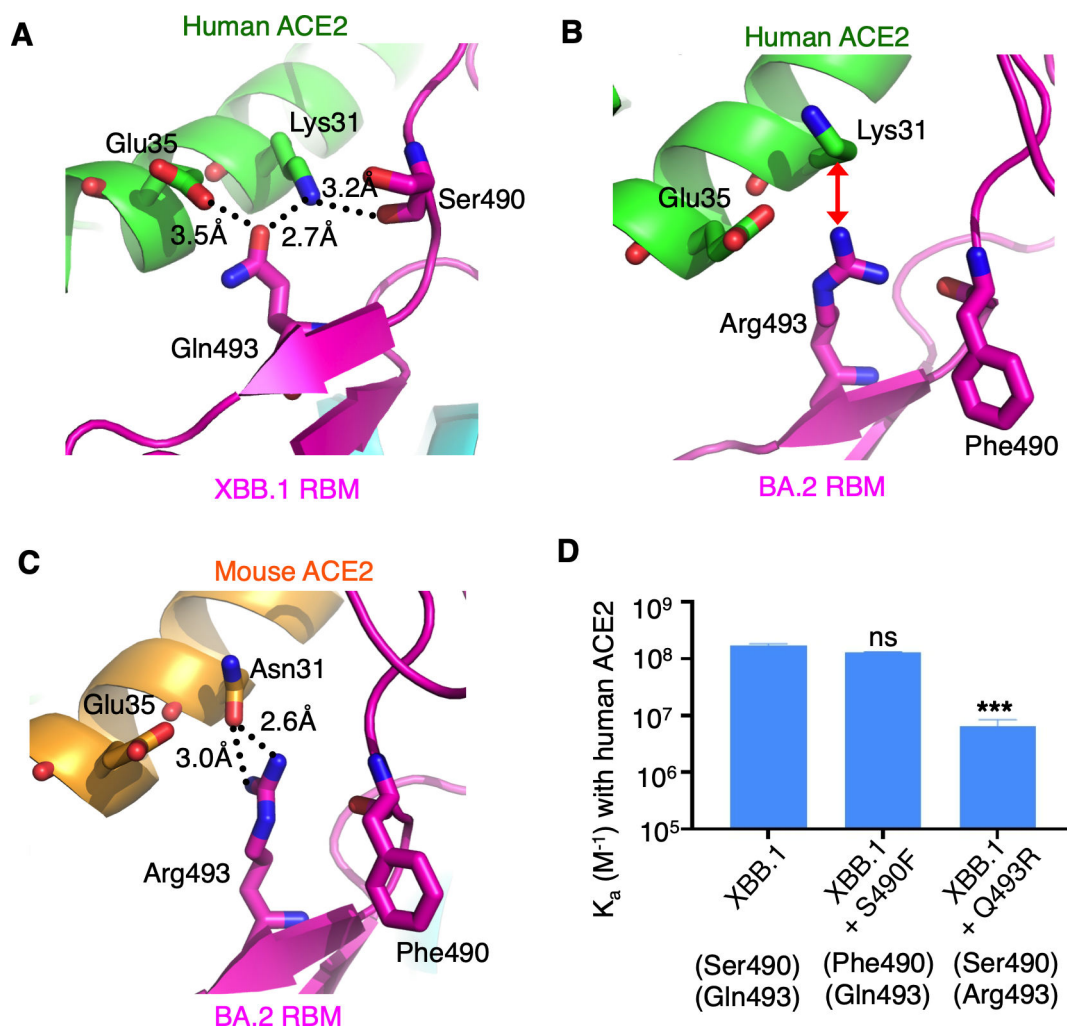 A
Human ACE2
Glu35
Lys31
3.2Å
Ser490
3.5Å
2.7Å
Gln493
XBB.1 RBM
B
Human ACE2
Lys31
Glu35
Arg493
Phe490
BA.2 RBM
C
Mouse ACE2
Asn31
Glu35
2.6Å
3.0Å
Arg493
Phe490
BA.2 RBM
D
Kₐ (M⁻¹) with human ACE2
10⁹
10⁸
10⁷
10⁶
10⁵
ns
***
XBB.1
XBB.1
+ S490F
XBB.1
+ Q493R
(Ser490) (Phe490) (Ser490)
(Gln493) (Gln493) (Arg493)